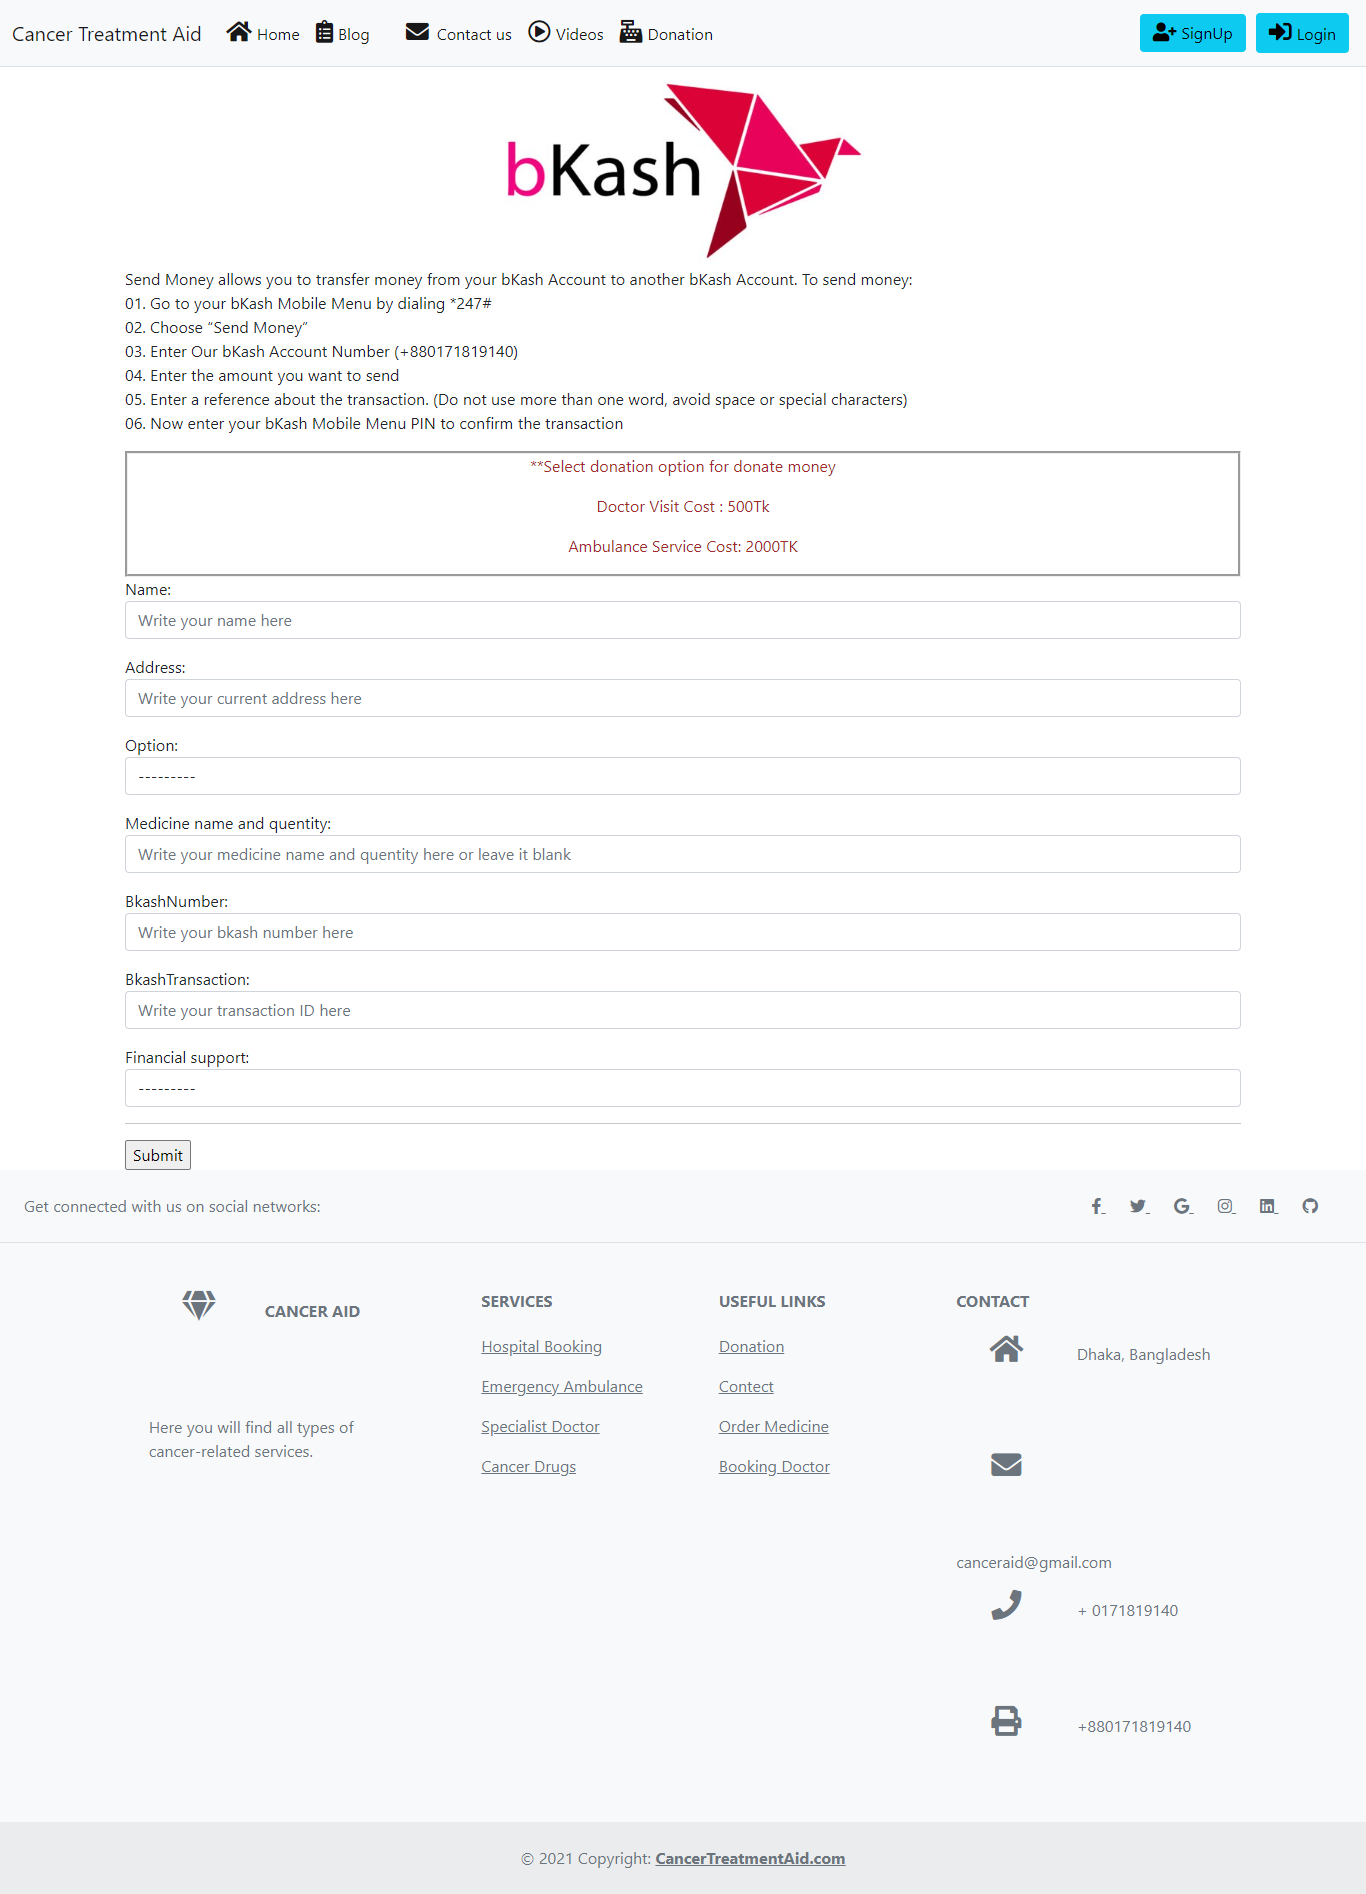 Cancer Treatment Aid Home Blog Contact us Videos Donation SignUp Login
bKash
Send Money allows you to transfer money from your bKash Account to another bKash Account. To send money:
01. Go to your bKash Mobile Menu by dialing *247#
02. Choose “Send Money”
03. Enter Our bKash Account Number (+880171819140)
04. Enter the amount you want to send
05. Enter a reference about the transaction. (Do not use more than one word, avoid space or special characters)
06. Now enter your bKash Mobile Menu PIN to confirm the transaction
**Select donation option for donate money
Doctor Visit Cost : 500Tk
Ambulance Service Cost: 2000TK
Name:
Write your name here
Address:
Write your current address here
Option:
---------
Medicine name and quentity:
Write your medicine name and quentity here or leave it blank
BkashNumber:
Write your bkash number here
BkashTransaction:
Write your transaction ID here
Financial support:
---------
Submit
Get connected with us on social networks:
CANCER AID
Here you will find all types of
cancer-related services.
SERVICES
Hospital Booking
Emergency Ambulance
Specialist Doctor
Cancer Drugs
USEFUL LINKS
Donation
Contect
Order Medicine
Booking Doctor
CONTACT
Dhaka, Bangladesh
canceraid@gmail.com
+ 0171819140
+880171819140
© 2021 Copyright: CancerTreatmentAid.com